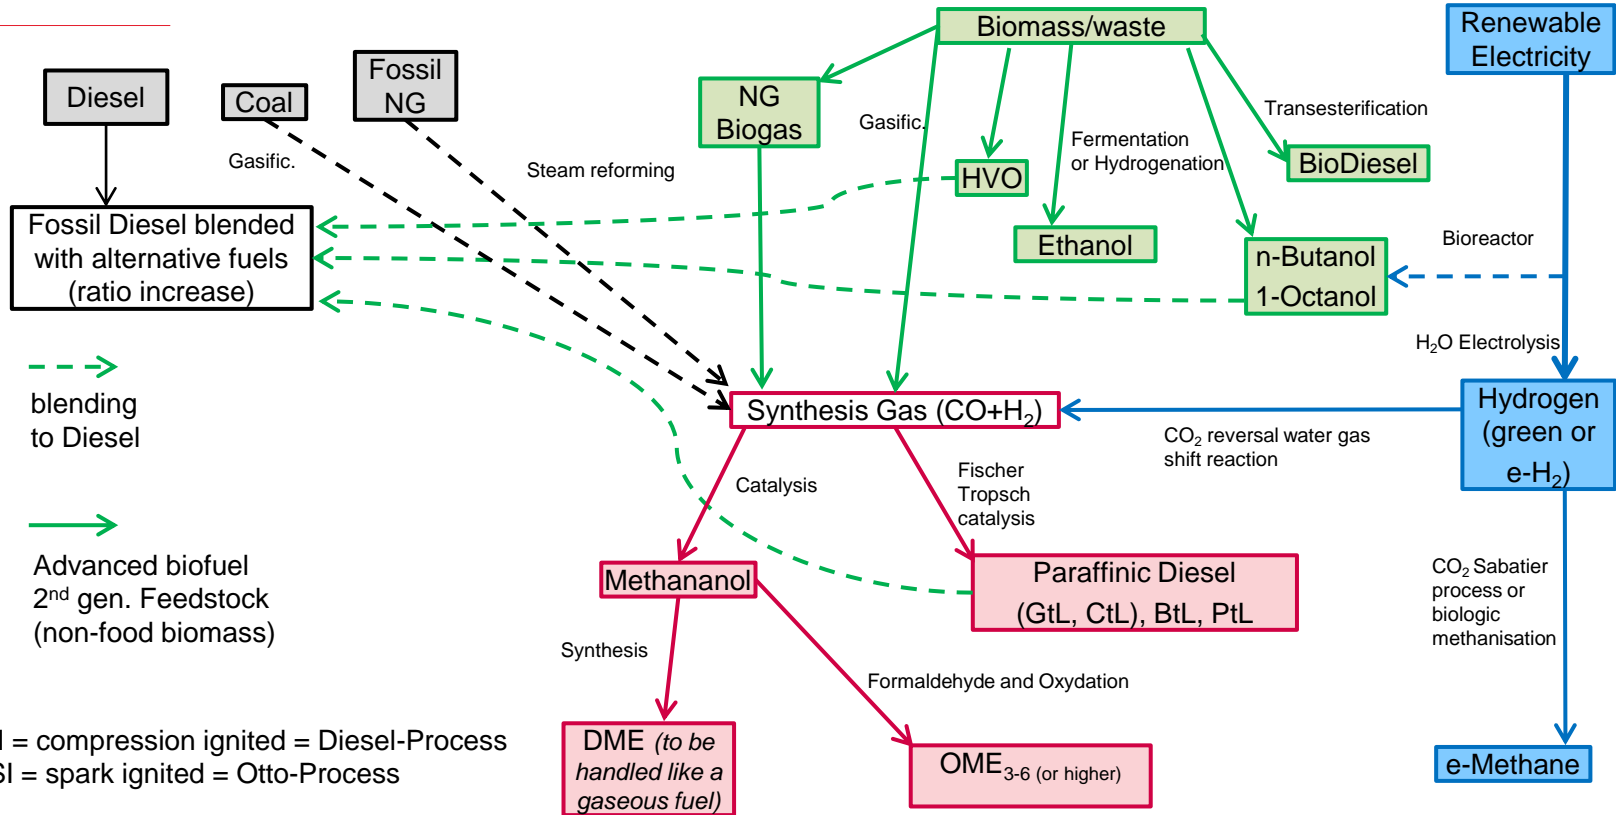 Biomass/waste
Renewable
Electricity
Fossil
NG
Diesel
Coal
NG
Biogas
Gasific.
Transesterification
Fermentation
or Hydrogenation
Gasific.
Steam reforming
HVO
BioDiesel
Fossil Diesel blended
with alternative fuels
(ratio increase)
Ethanol
n-Butanol
1-Octanol
Bioreactor
H₂O Electrolysis
blending
to Diesel
Synthesis Gas (CO+H₂)
Hydrogen
(green or
e-H₂)
CO₂ reversal water gas
shift reaction
Catalysis
Fischer
Tropsch
catalysis
Advanced biofuel
2nd gen. Feedstock
(non-food biomass)
Methananol
Paraffinic Diesel
(GtL, CtL), BtL, PtL
CO₂ Sabatier
process or
biologic
methanisation
Synthesis
Formaldehyde and Oxydation
I = compression ignited = Diesel-Process
SI = spark ignited = Otto-Process
DME (to be
handled like a
gaseous fuel)
OME3-6 (or higher)
e-Methane